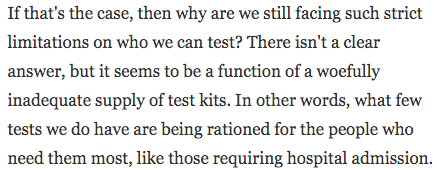 If that's the case, then why are we still facing such strict
limitations on who we can test? There isn't a clear
answer, but it seems to be a function of a woefully
inadequate supply of test kits. In other words, what few
tests we do have are being rationed for the people who
need them most, like those requiring hospital admission.